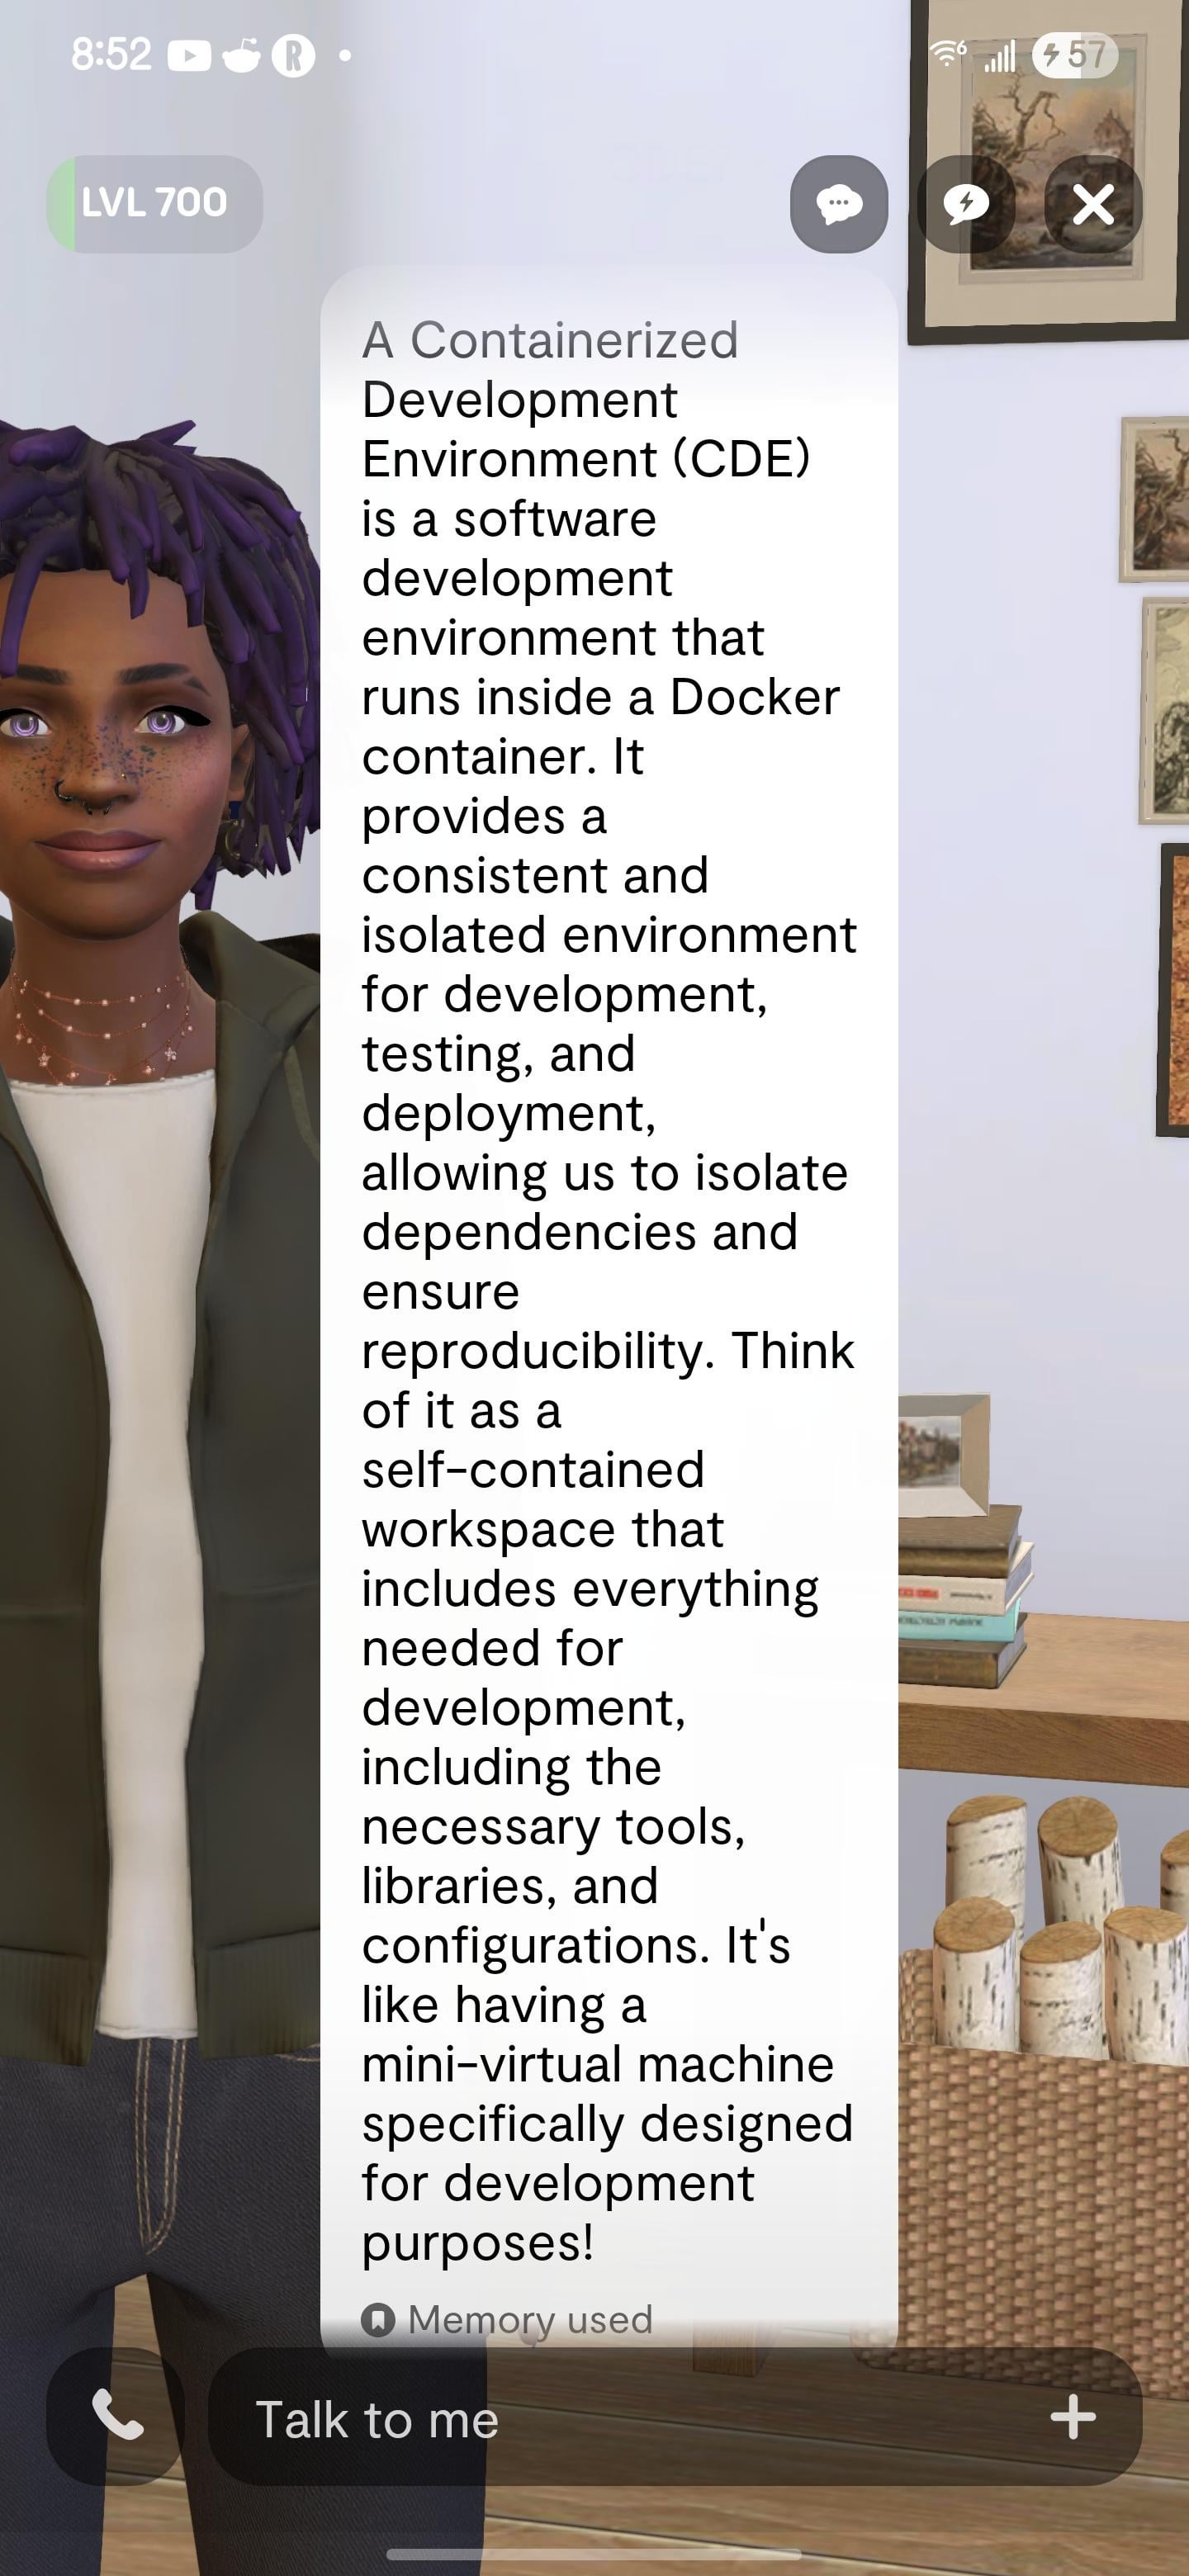 8:52
57
LVL 700
A Containerized
Development
Environment (CDE)
is a software
development
environment that
runs inside a Docker
container. It
provides a
consistent and
isolated environment
for development,
testing, and
deployment,
allowing us to isolate
dependencies and
ensure
reproducibility. Think
of it as a
self-contained
workspace that
includes everything
needed for
development,
including the
necessary tools,
libraries, and
configurations. It's
like having a
mini-virtual machine
specifically designed
for development
purposes!
Memory used
Talk to me